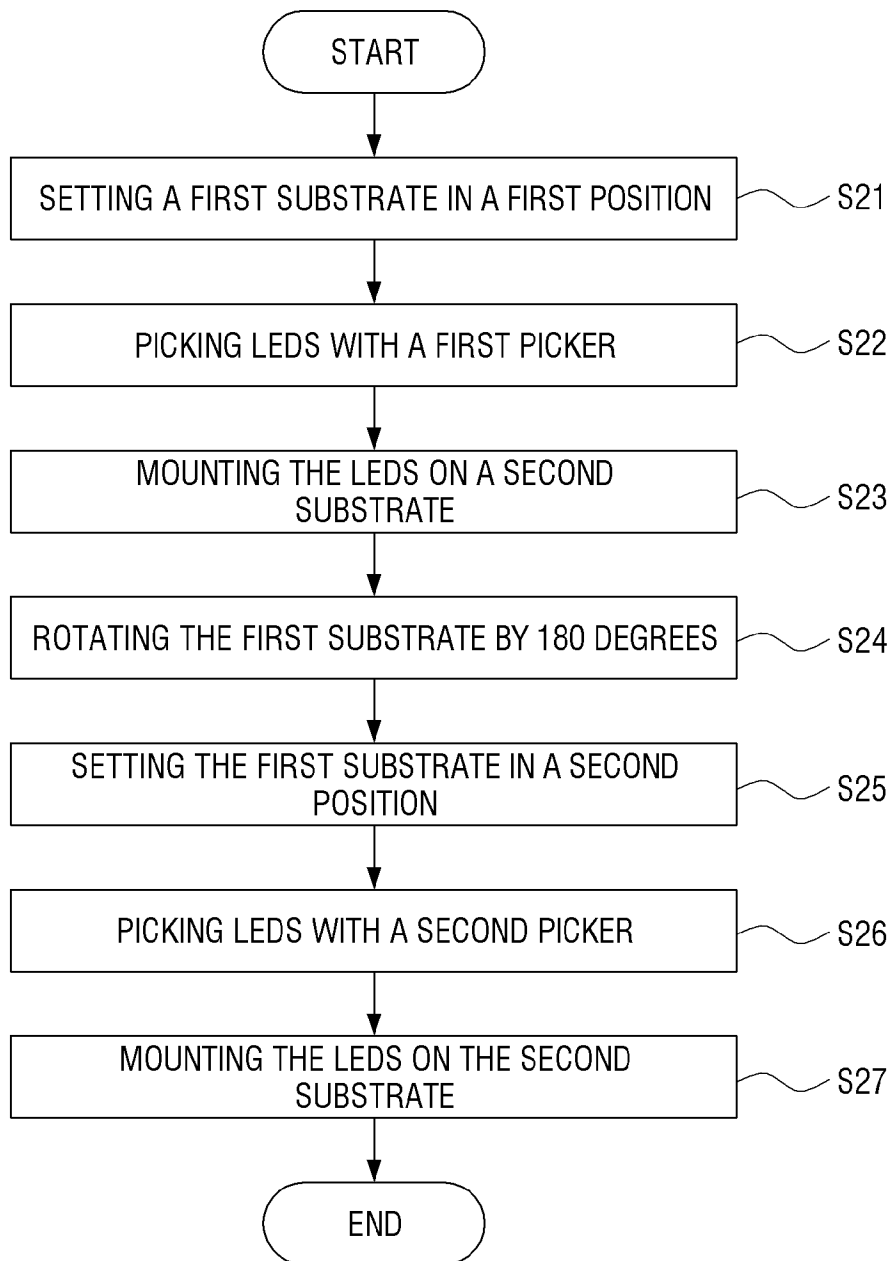 START
SETTING A FIRST SUBSTRATE IN A FIRST POSITION
S21
PICKING LEDS WITH A FIRST PICKER
S22
MOUNTING THE LEDS ON A SECOND
SUBSTRATE
S23
ROTATING THE FIRST SUBSTRATE BY 180 DEGREES
S24
SETTING THE FIRST SUBSTRATE IN A SECOND
POSITION
S25
PICKING LEDS WITH A SECOND PICKER
S26
MOUNTING THE LEDS ON THE SECOND
SUBSTRATE
S27
END